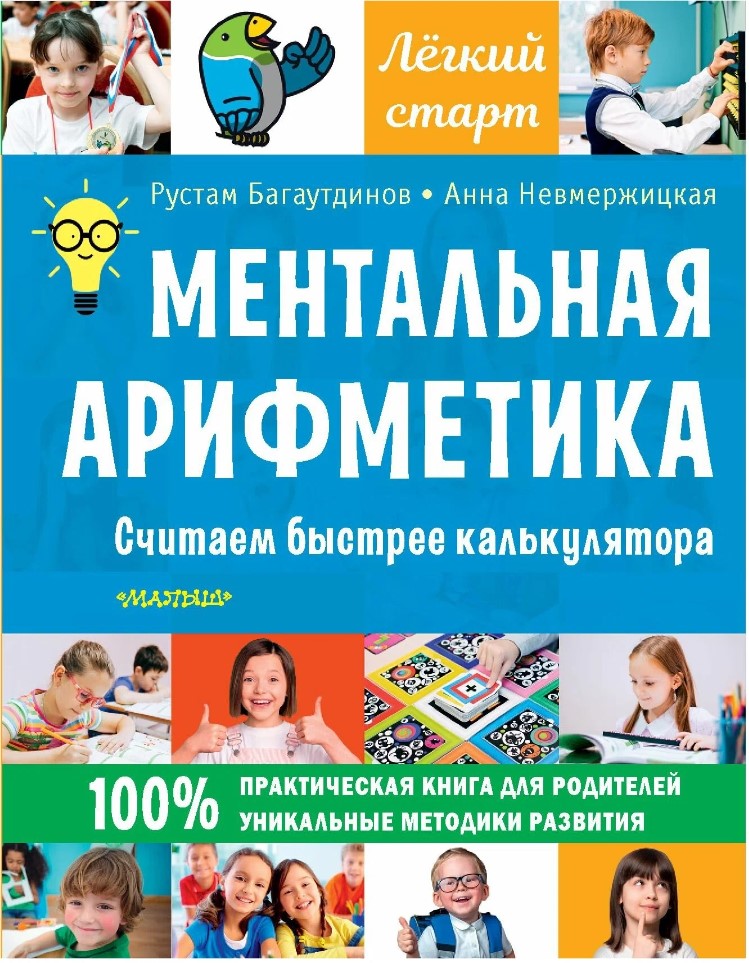 Лёгкий
старт
Рустам Багаутдинов • Анна Невмержицкая
МЕНТАЛЬНАЯ
АРИФМЕТИКА
Считаем быстрее калькулятора
«МАЛЫШ»
100%
ПРАКТИЧЕСКАЯ КНИГА ДЛЯ РОДИТЕЛЕЙ
УНИКАЛЬНЫЕ МЕТОДИКИ РАЗВИТИЯ